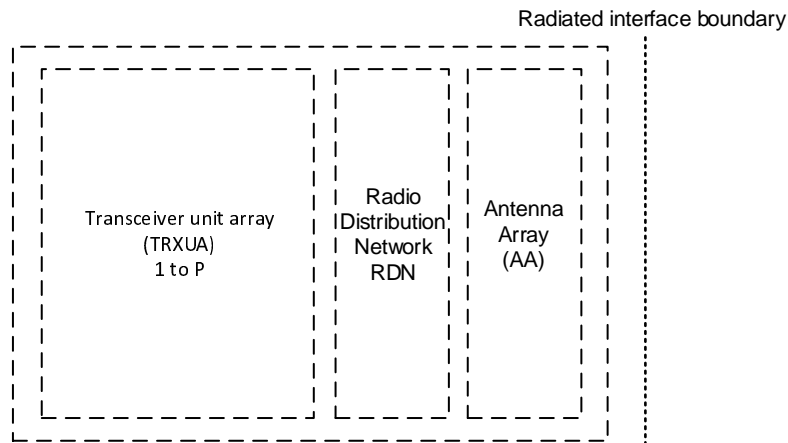 Radiated interface boundary
Transceiver unit array
(TRXUA)
1 to P
Radio
Distribution
Network
RDN
Antenna
Array
(AA)